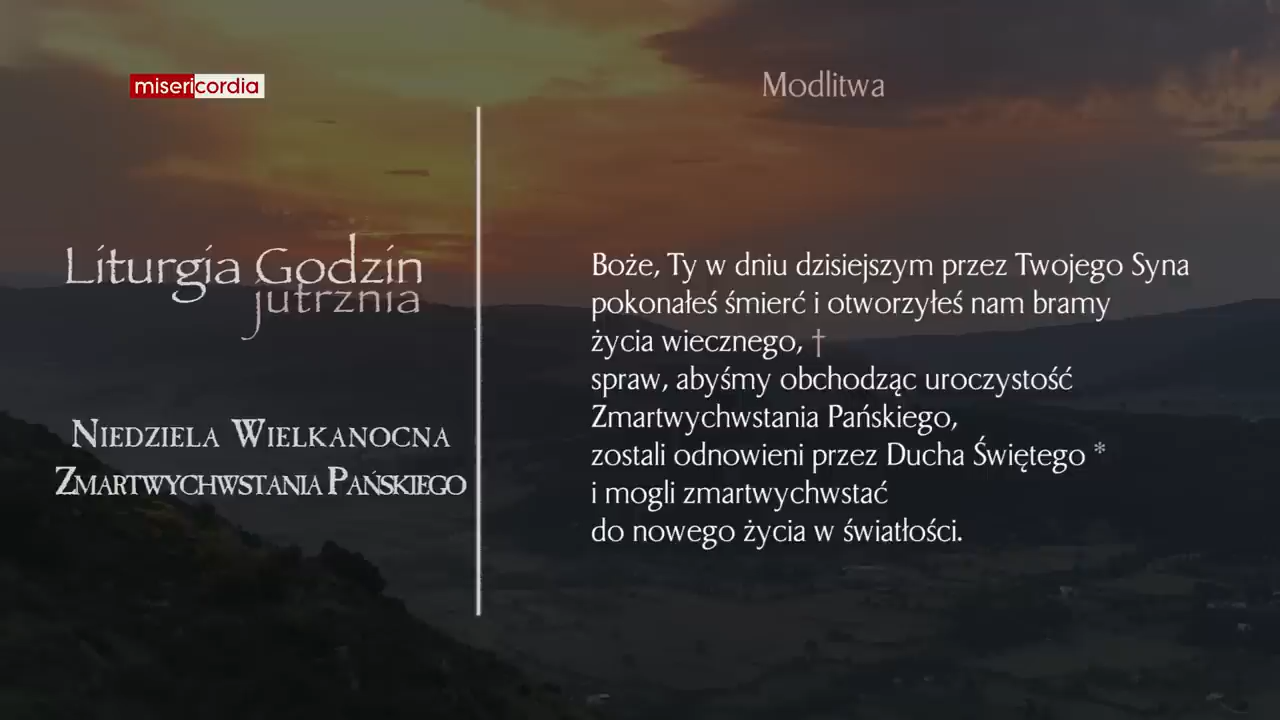 misericordia
Modlitwa
Liturgia Godzin
jutrznia
Niedziela Wielkanocna
Zmartwychwstania Pańskiego
Boże, Ty w dniu dzisiejszym przez Twojego Syna
pokonałeś śmierć i otworzyłeś nam bramy
życia wiecznego, †
spraw, abyśmy obchodząc uroczystość
Zmartwychwstania Pańskiego,
zostali odnowieni przez Ducha Świętego *
i mogli zmartwychwstać
do nowego życia w światłości.